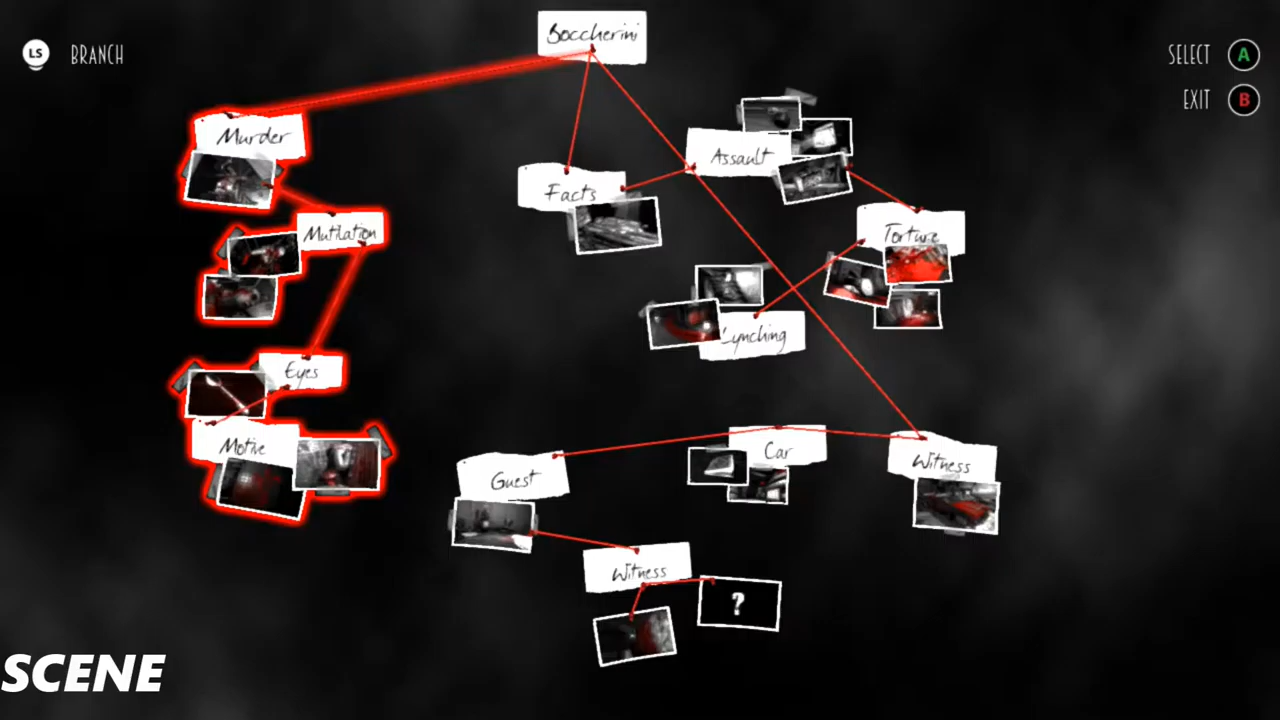 Boccherini
LS BRANCH
SELECT A
EXIT B
Murder
Assault
Facts
Mutilation
Torture
Lynching
Eyes
Motive
Car
Guest
Witness
Witness
?
SCENE